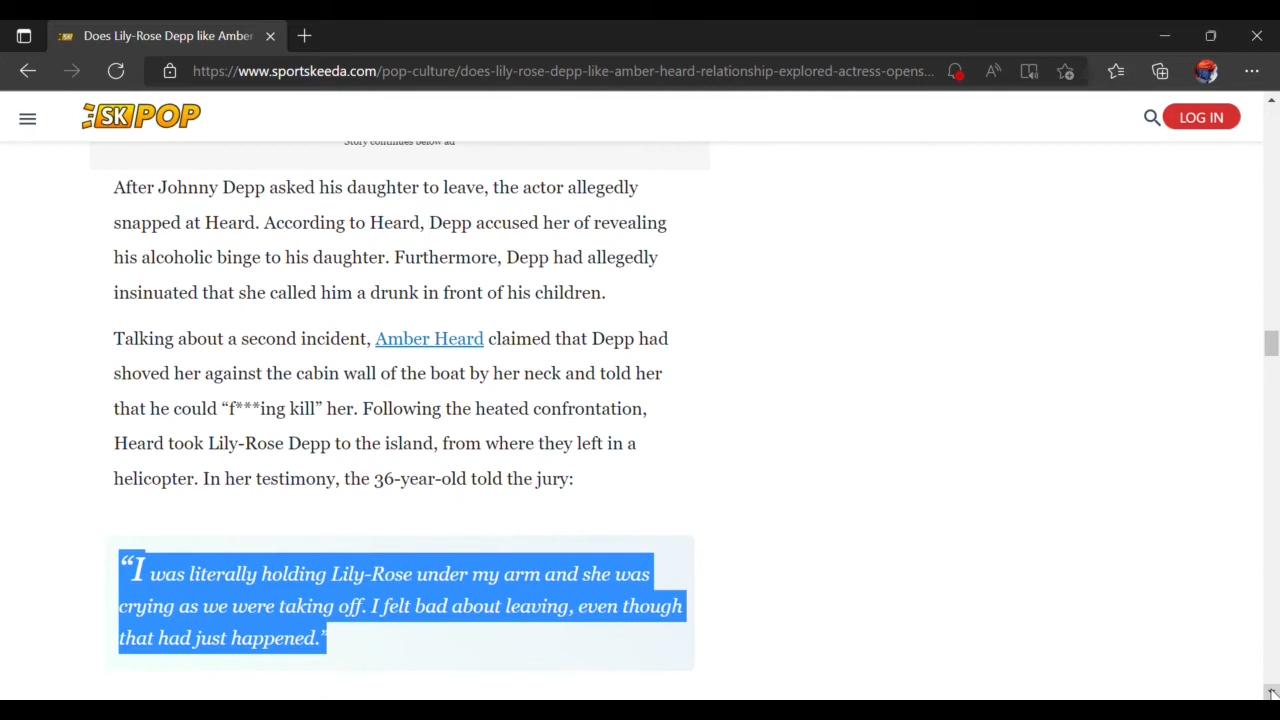 Does Lily-Rose Depp like Amber
https://www.sportskeeda.com/pop-culture/does-lily-rose-depp-like-amber-heard-relationship-explored-actress-opens...
SK POP
LOG IN
Story continues below ad
After Johnny Depp asked his daughter to leave, the actor allegedly
snapped at Heard. According to Heard, Depp accused her of revealing
his alcoholic binge to his daughter. Furthermore, Depp had allegedly
insinuated that she called him a drunk in front of his children.
Talking about a second incident, Amber Heard claimed that Depp had
shoved her against the cabin wall of the boat by her neck and told her
that he could “f***ing kill” her. Following the heated confrontation,
Heard took Lily-Rose Depp to the island, from where they left in a
helicopter. In her testimony, the 36-year-old told the jury:
“I was literally holding Lily-Rose under my arm and she was
crying as we were taking off. I felt bad about leaving, even though
that had just happened.”